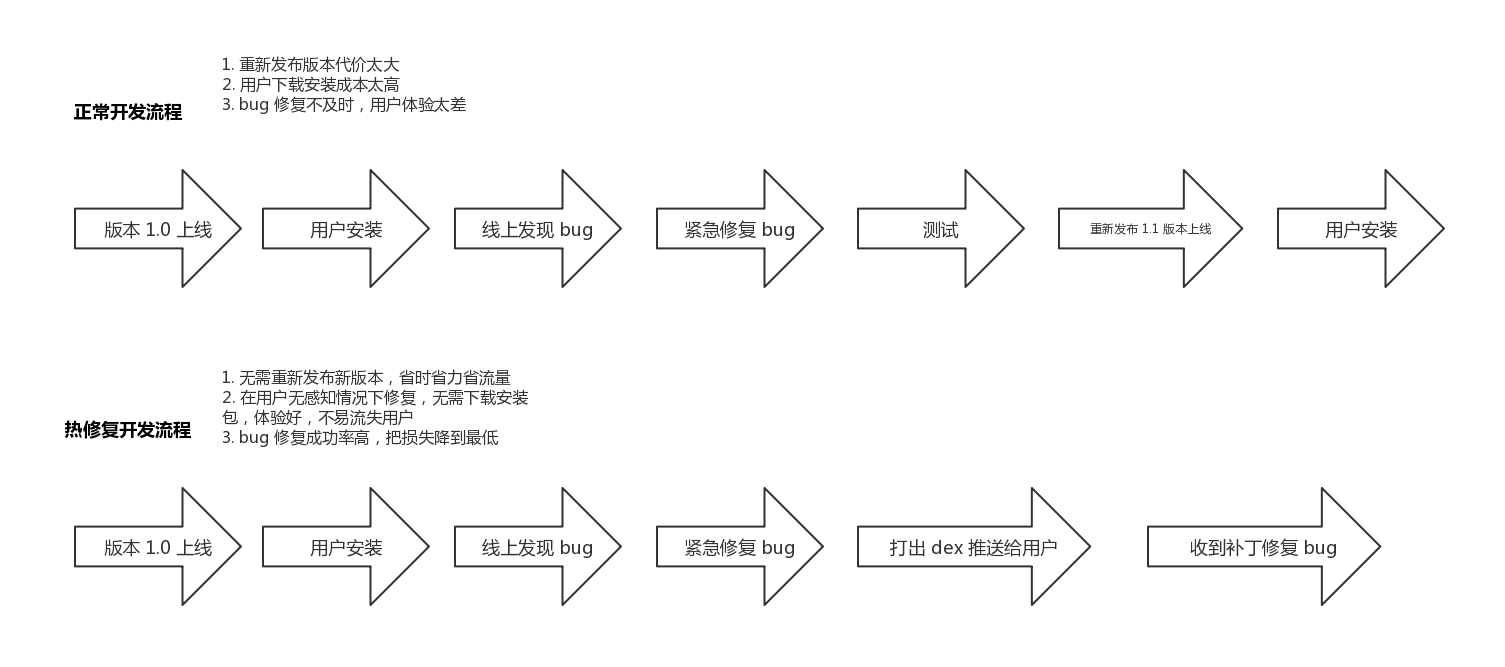 1. 重新发布版本代价太大
2. 用户下载安装成本太高
3. bug 修复不及时，用户体验太差
正常开发流程
版本 1.0 上线
用户安装
线上发现 bug
紧急修复 bug
测试
重新发布 1.1 版本上线
用户安装
1. 无需重新发布新版本，省时省力省流量
2. 在用户无感知情况下修复，无需下载安装
包，体验好，不易流失用户
3. bug 修复成功率高，把损失降到最低
热修复开发流程
版本 1.0 上线
用户安装
线上发现 bug
紧急修复 bug
打出 dex 推送给用户
收到补丁修复 bug